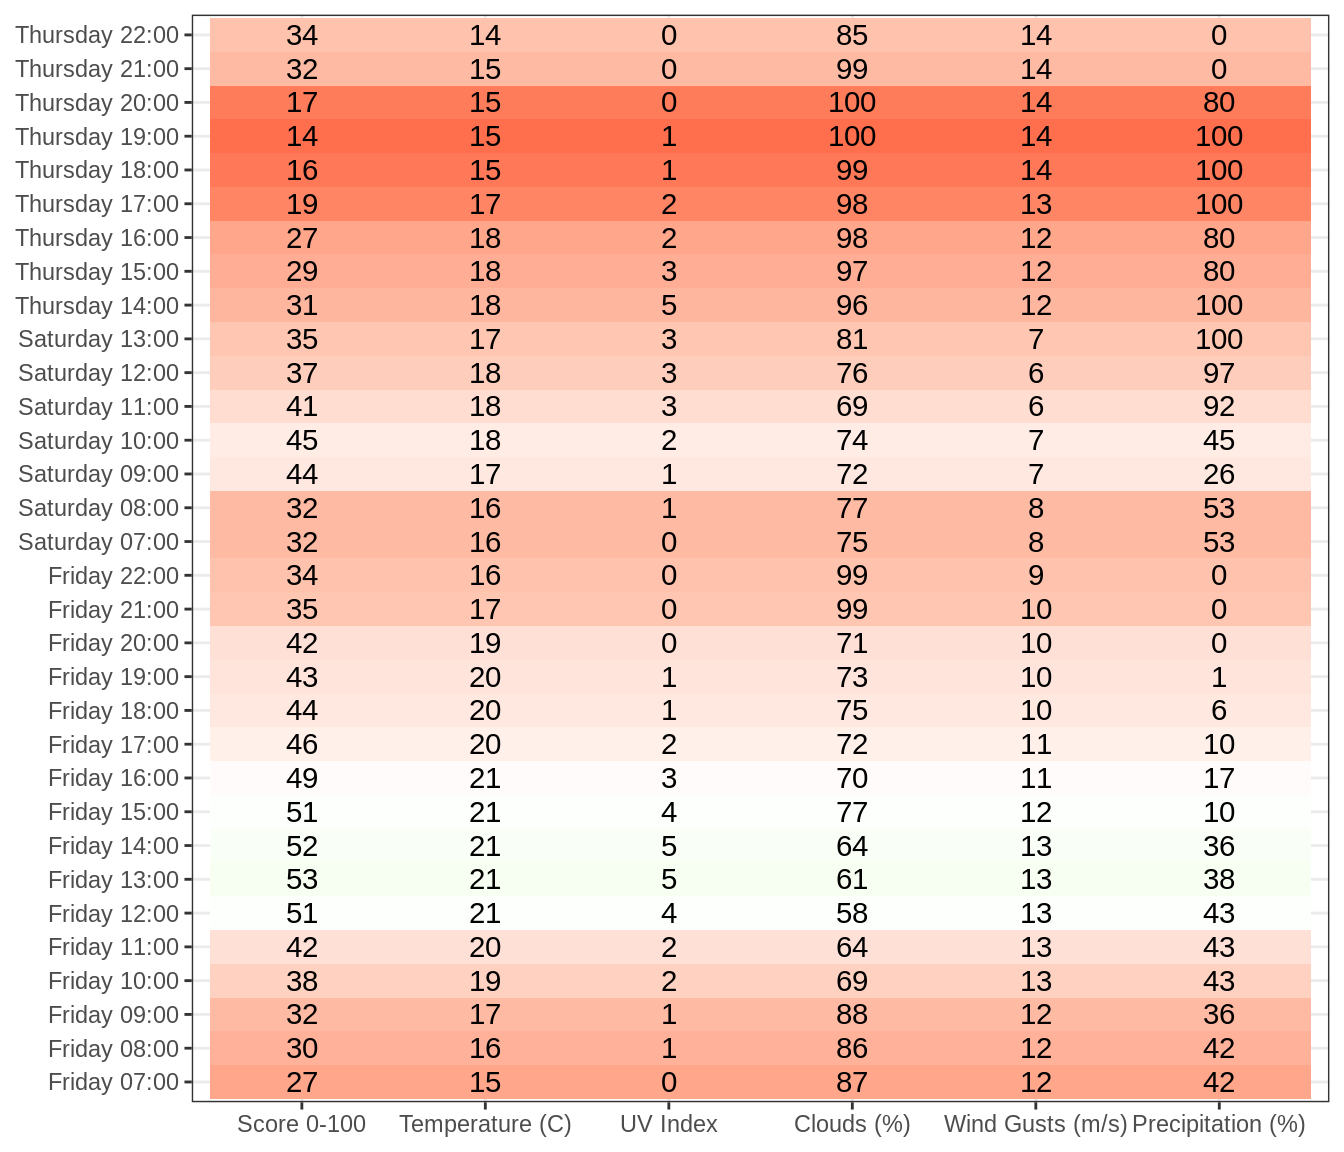 Thursday 22:00 34 14 0 85 14 0
Thursday 21:00 32 15 0 99 14 0
Thursday 20:00 17 15 0 100 14 80
Thursday 19:00 14 15 1 100 14 100
Thursday 18:00 16 15 1 99 14 100
Thursday 17:00 19 17 2 98 13 100
Thursday 16:00 27 18 2 98 12 80
Thursday 15:00 29 18 3 97 12 80
Thursday 14:00 31 18 5 96 12 100
Saturday 13:00 35 17 3 81 7 100
Saturday 12:00 37 18 3 76 6 97
Saturday 11:00 41 18 3 69 6 92
Saturday 10:00 45 18 2 74 7 45
Saturday 09:00 44 17 1 72 7 26
Saturday 08:00 32 16 1 77 8 53
Saturday 07:00 32 16 0 75 8 53
Friday 22:00 34 16 0 99 9 0
Friday 21:00 35 17 0 99 10 0
Friday 20:00 42 19 0 71 10 0
Friday 19:00 43 20 1 73 10 1
Friday 18:00 44 20 1 75 10 6
Friday 17:00 46 20 2 72 11 10
Friday 16:00 49 21 3 70 11 17
Friday 15:00 51 21 4 77 12 10
Friday 14:00 52 21 5 64 13 36
Friday 13:00 53 21 5 61 13 38
Friday 12:00 51 21 4 58 13 43
Friday 11:00 42 20 2 64 13 43
Friday 10:00 38 19 2 69 13 43
Friday 09:00 32 17 1 88 12 36
Friday 08:00 30 16 1 86 12 42
Friday 07:00 27 15 0 87 12 42
Score 0-100 Temperature (C) UV Index Clouds (%) Wind Gusts (m/s) Precipitation (%)